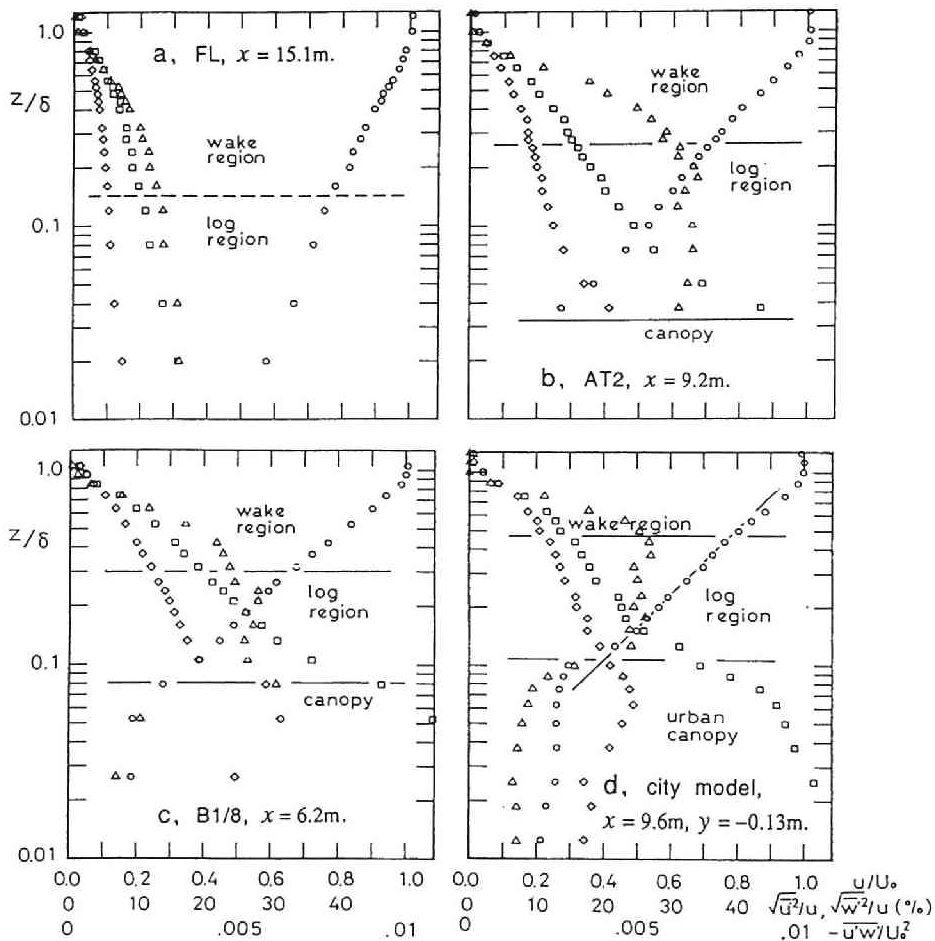 a, FL, x = 15.1m.
1.0
z/δ
wake region
log region
0.1
0.01
wake region
log region
canopy
b, AT2, x = 9.2m.
1.0
z/δ
wake region
log region
0.1
canopy
c, B1/8, x = 6.2m.
0.01
wake region
log region
urban canopy
d, city model,
x = 9.6m, y = −0.13m.
0.0 0.2 0.4 0.6 0.8 1.0
0 10 20 30 40
0 .005 .01
0.0 0.2 0.4 0.6 0.8 1.0 u/U₀
0 10 20 30 40 √u'²/u, √w'²/u (%)
0 .005 .01 -u'w'/U₀²